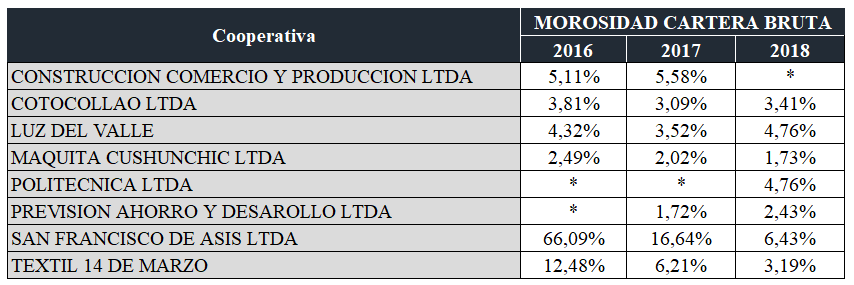 Cooperativa MOROSIDAD CARTERA BRUTA
2016 2017 2018
CONSTRUCCION COMERCIO Y PRODUCCION LTDA 5,11% 5,58% *
COTOCOLLAO LTDA 3,81% 3,09% 3,41%
LUZ DEL VALLE 4,32% 3,52% 4,76%
MAQUITA CUSHUNCHIC LTDA 2,49% 2,02% 1,73%
POLITECNICA LTDA * * 4,76%
PREVISION AHORRO Y DESAROLLO LTDA * 1,72% 2,43%
SAN FRANCISCO DE ASIS LTDA 66,09% 16,64% 6,43%
TEXTIL 14 DE MARZO 12,48% 6,21% 3,19%